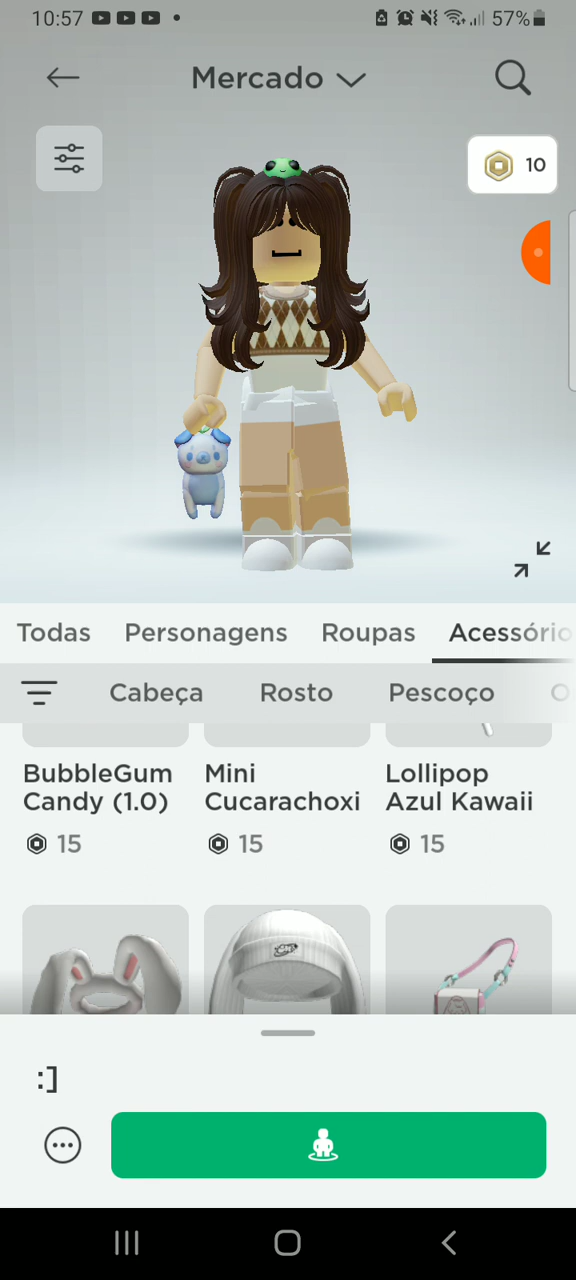 10:57
57%
Mercado
10
Todas Personagens Roupas Acessório
Cabeça Rosto Pescoço
BubbleGum Candy (1.0)
15
Mini Cucarachoxi
15
Lollipop Azul Kawaii
15
:]